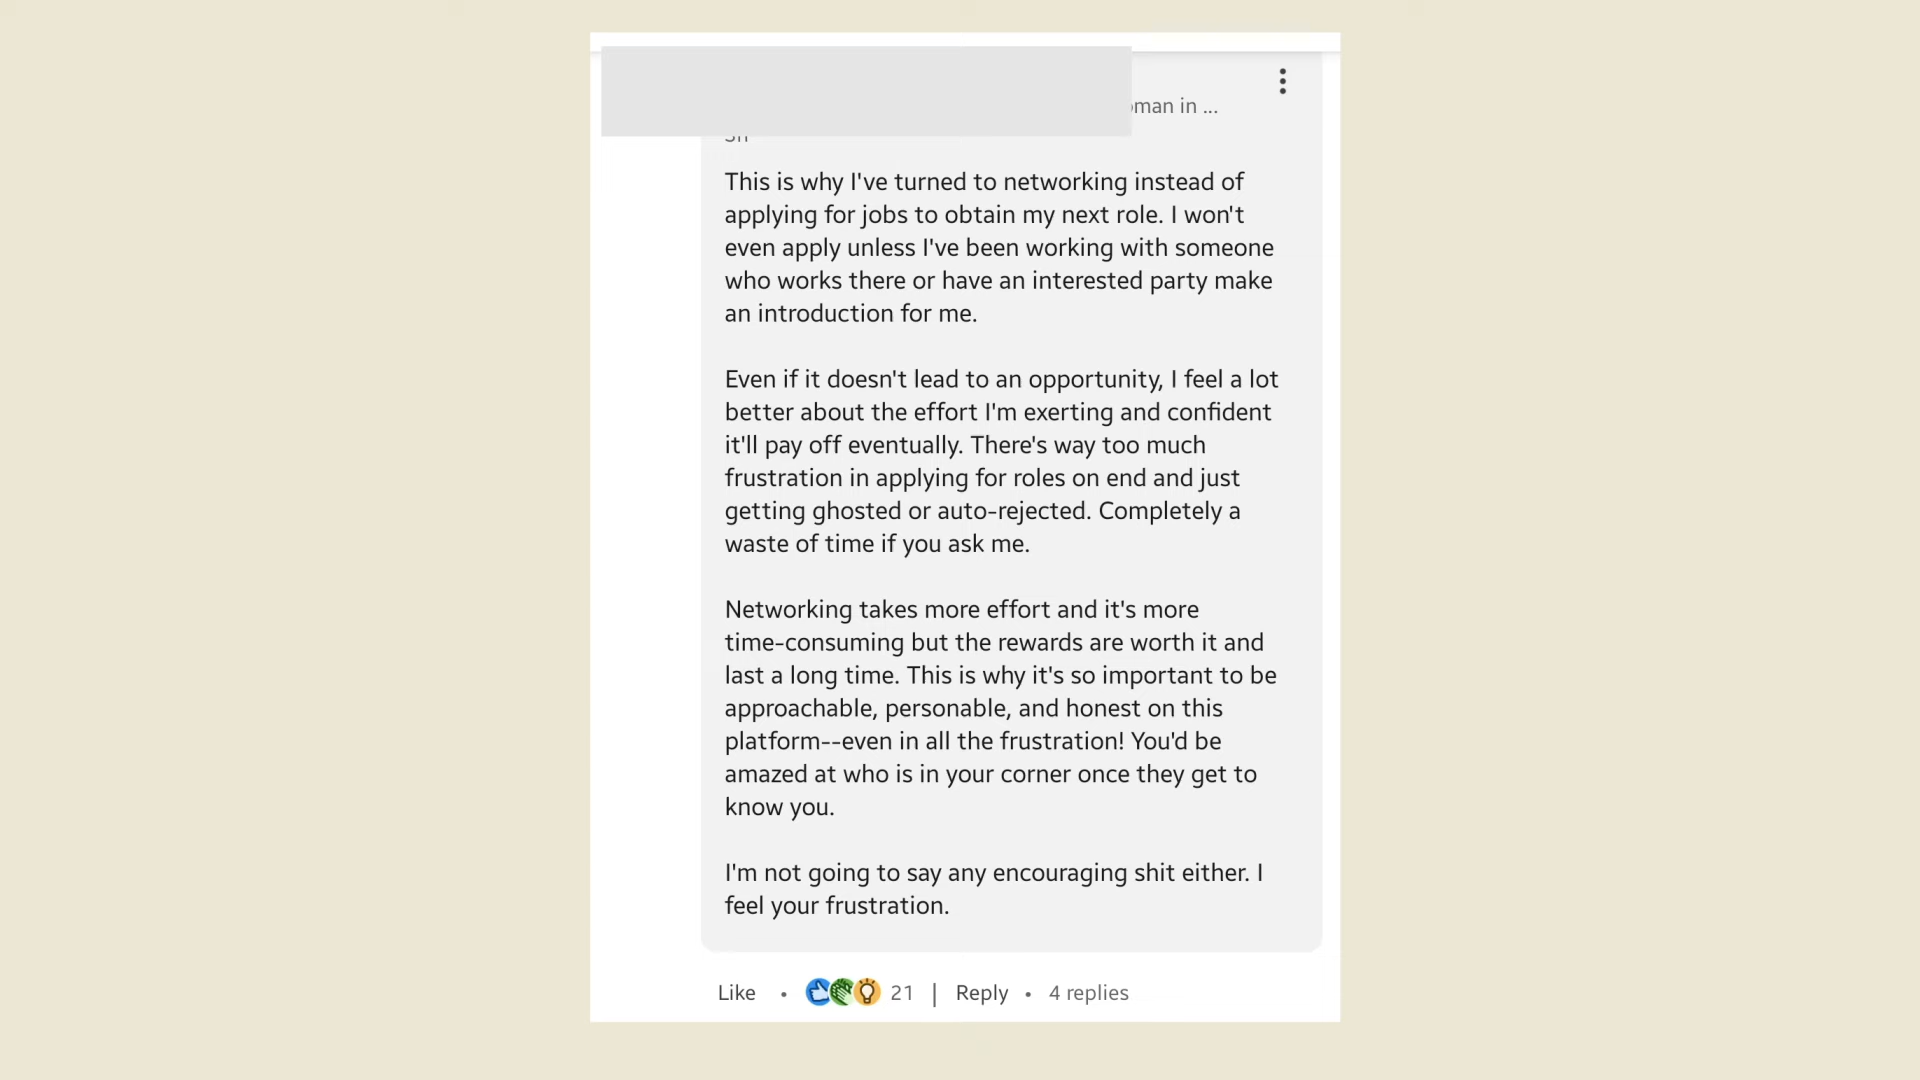 oman in ...
This is why I've turned to networking instead of
applying for jobs to obtain my next role. I won't
even apply unless I've been working with someone
who works there or have an interested party make
an introduction for me.
Even if it doesn't lead to an opportunity, I feel a lot
better about the effort I'm exerting and confident
it'll pay off eventually. There's way too much
frustration in applying for roles on end and just
getting ghosted or auto-rejected. Completely a
waste of time if you ask me.
Networking takes more effort and it's more
time-consuming but the rewards are worth it and
last a long time. This is why it's so important to be
approachable, personable, and honest on this
platform--even in all the frustration! You'd be
amazed at who is in your corner once they get to
know you.
I'm not going to say any encouraging shit either. I
feel your frustration.
Like • 21 | Reply • 4 replies